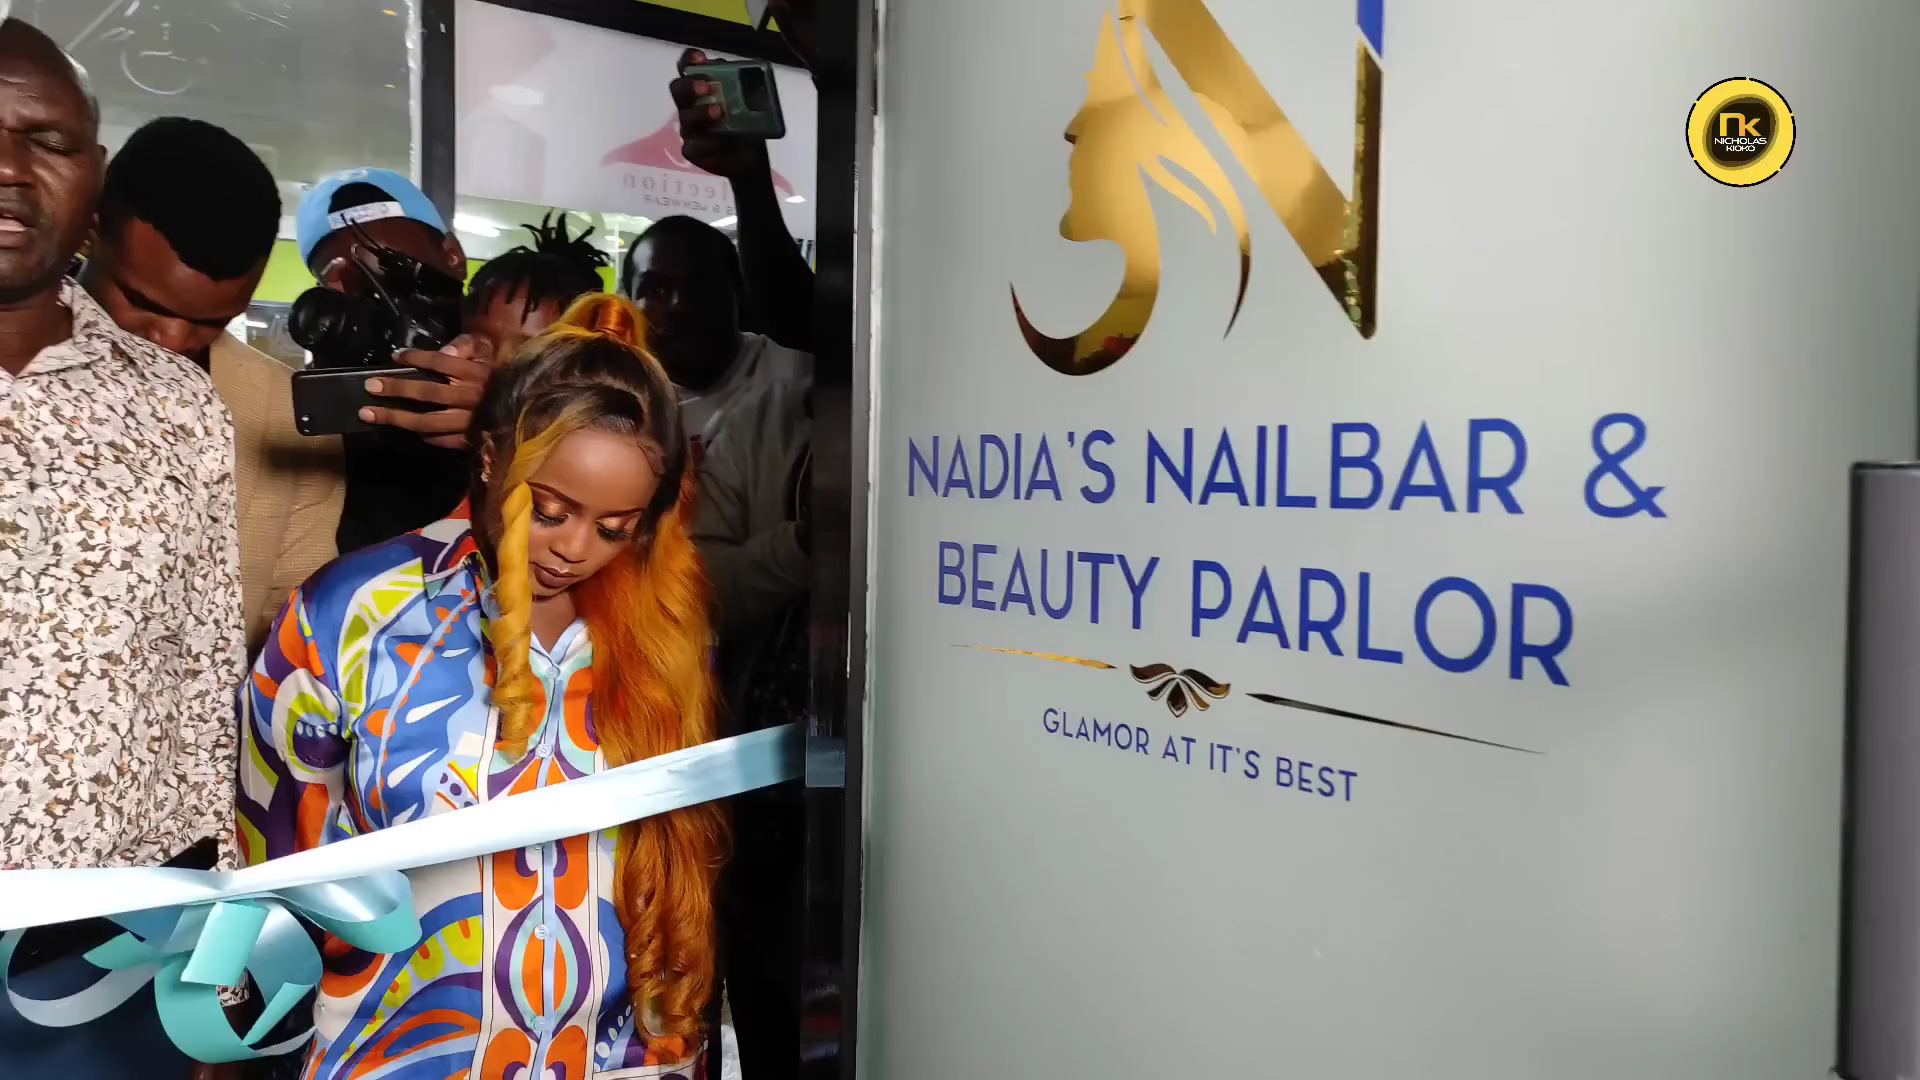 NK
NICHOLAS
KIOKO
NADIA'S NAILBAR &
BEAUTY PARLOR
GLAMOR AT IT'S BEST